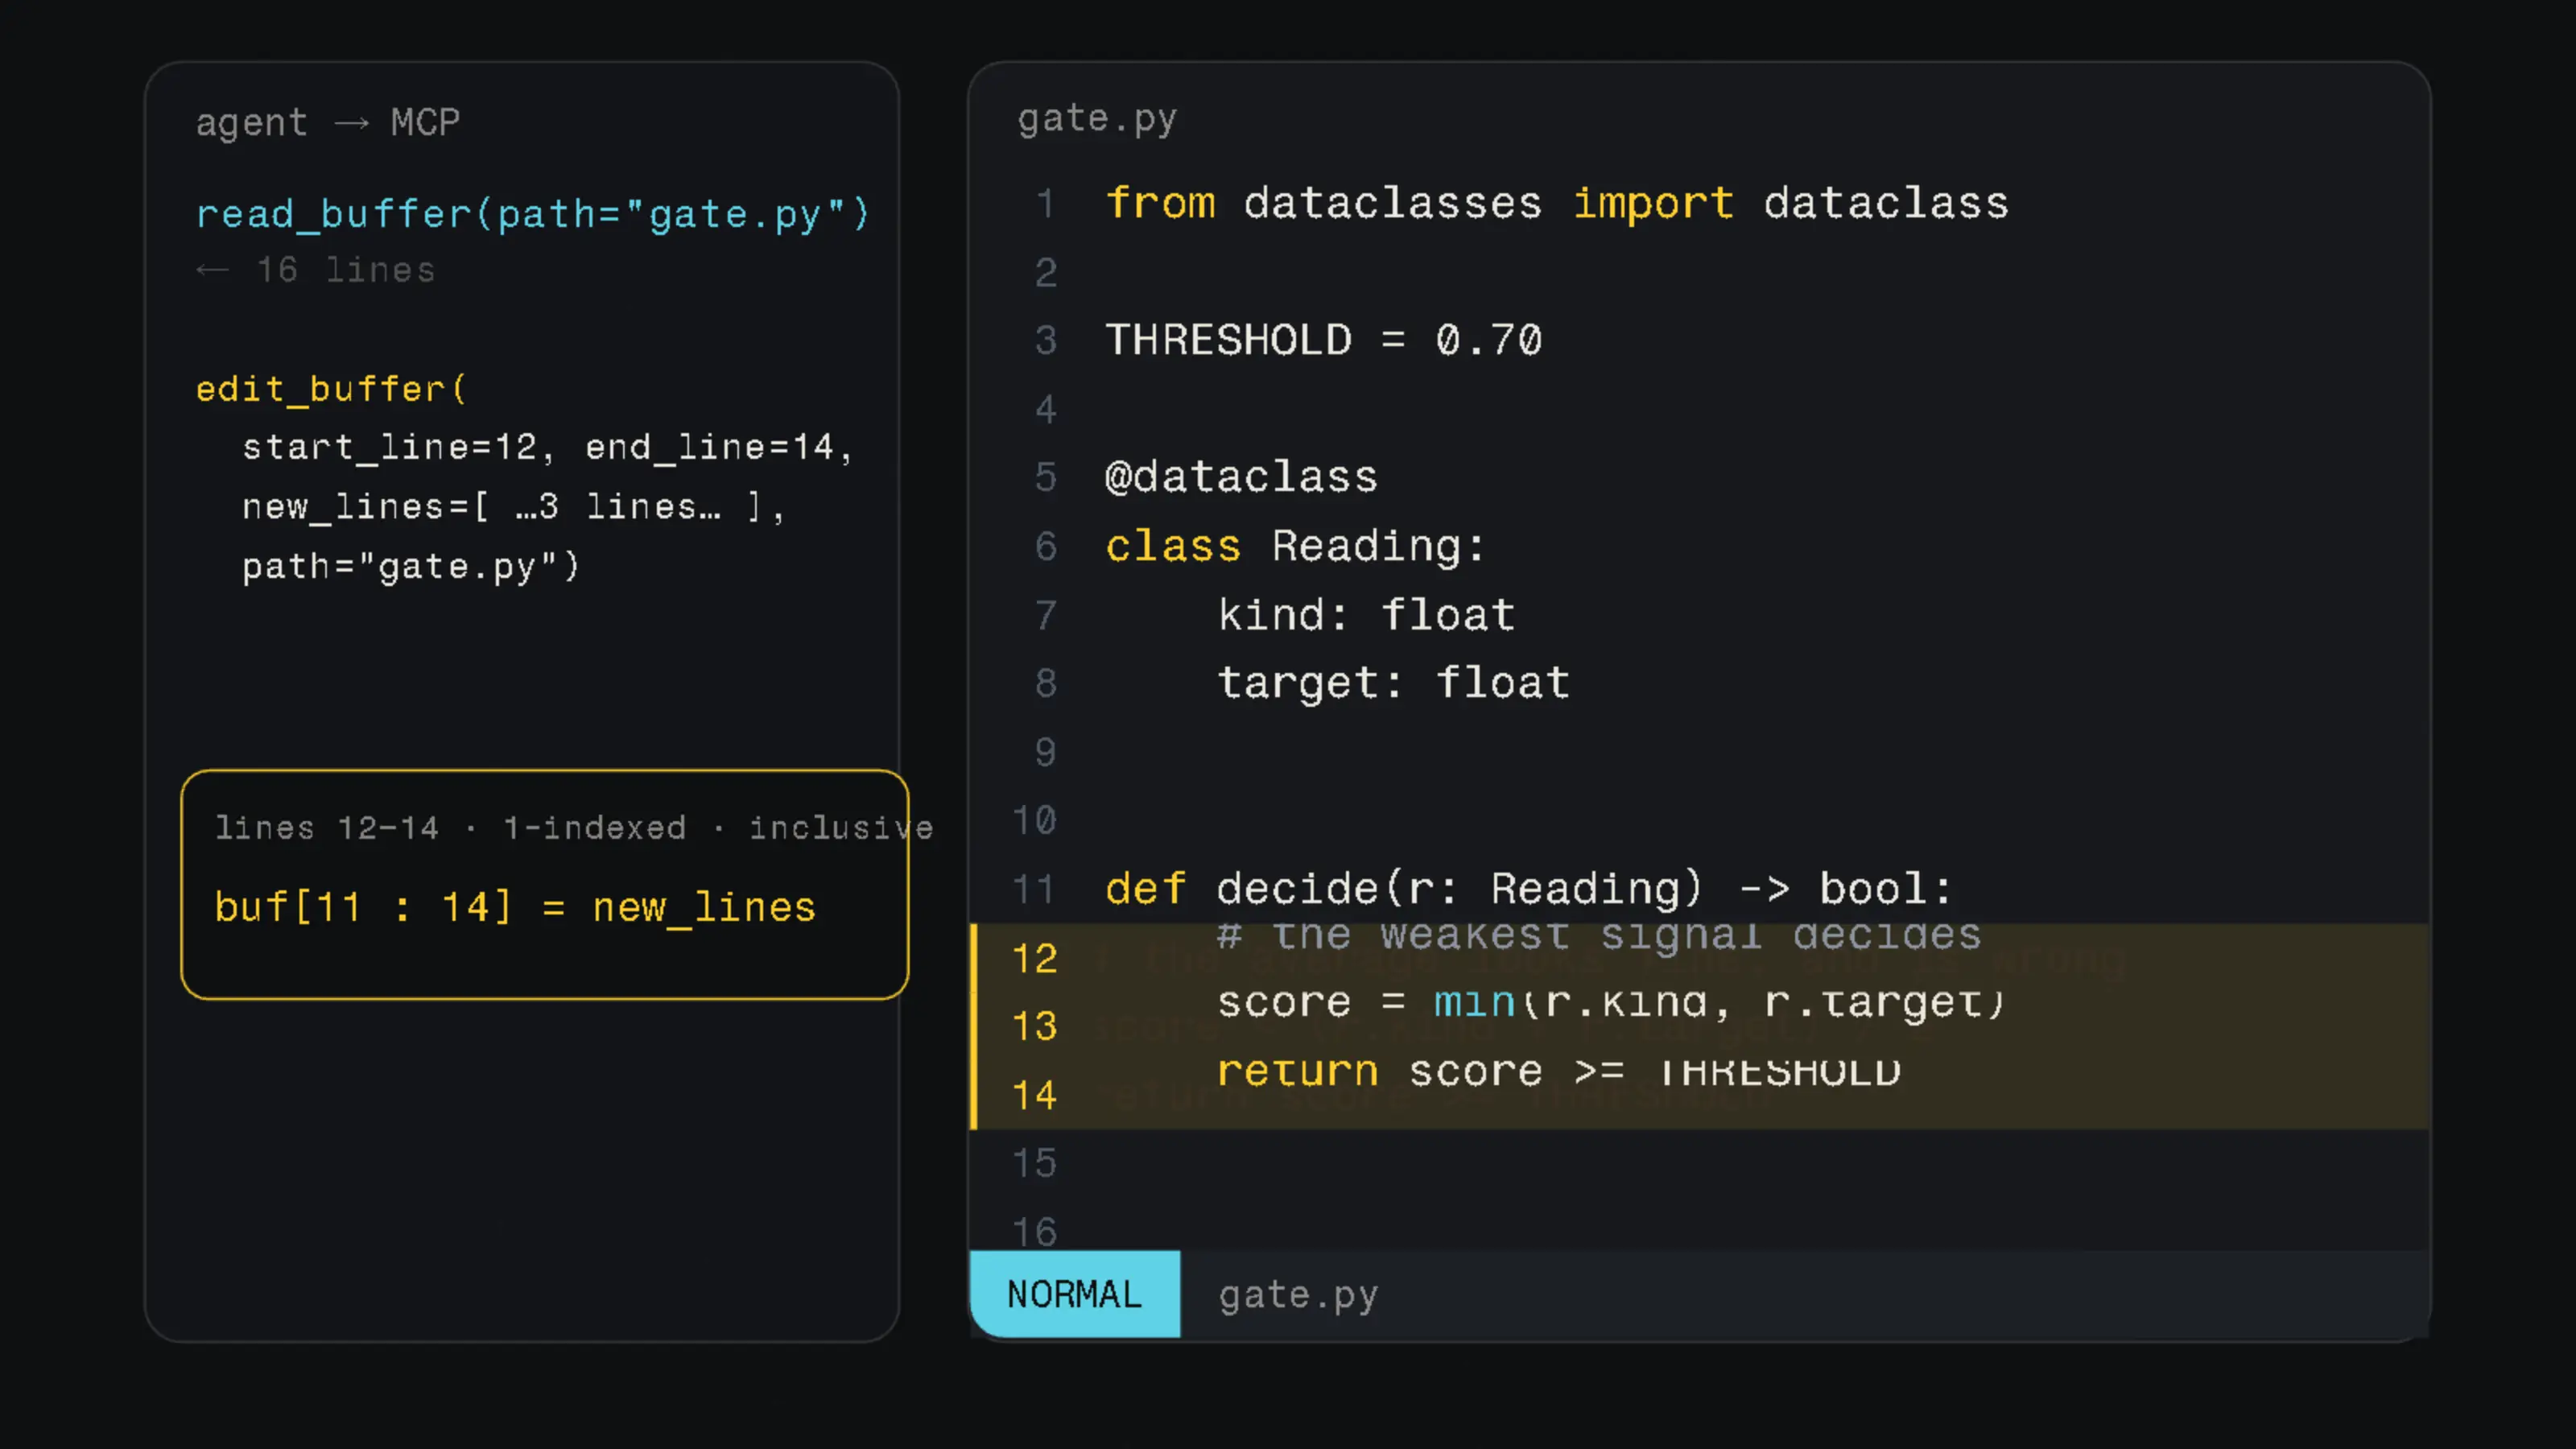 agent → MCP
read_buffer(path="gate.py")
← 16 lines
edit_buffer(
start_line=12, end_line=14,
new_lines=[ …3 lines… ],
path="gate.py")
lines 12–14 · 1-indexed · inclusive
buf[11 : 14] = new_lines
gate.py
1 from dataclasses import dataclass
2
3 THRESHOLD = 0.70
4
5 @dataclass
6 class Reading:
7 kind: float
8 target: float
9
10
11 def decide(r: Reading) -> bool:
12 # the weakest signal decides
13 score = min(r.kind, r.target)
14 return score >= THRESHOLD
15
16
NORMAL gate.py